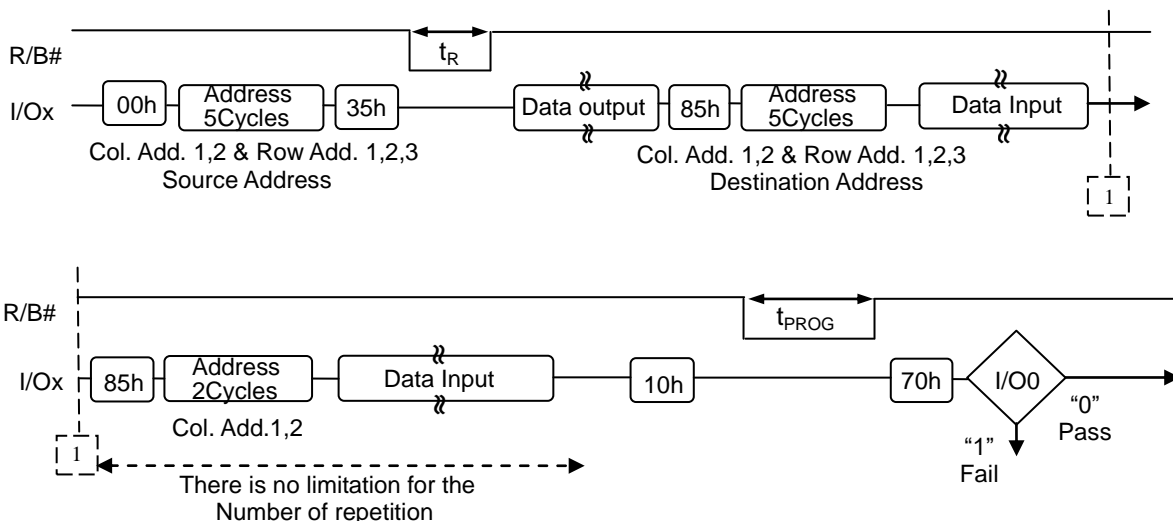 R/B#
tR
I/Ox
00h
Address
5Cycles
35h
Data output
85h
Address
5Cycles
Data Input
Col. Add. 1,2 & Row Add. 1,2,3
Source Address
Col. Add. 1,2 & Row Add. 1,2,3
Destination Address
1
R/B#
tPROG
I/Ox
85h
Address
2Cycles
Data Input
10h
70h
I/O0
“0”
Pass
“1”
Fail
Col. Add.1,2
1
There is no limitation for the
Number of repetition